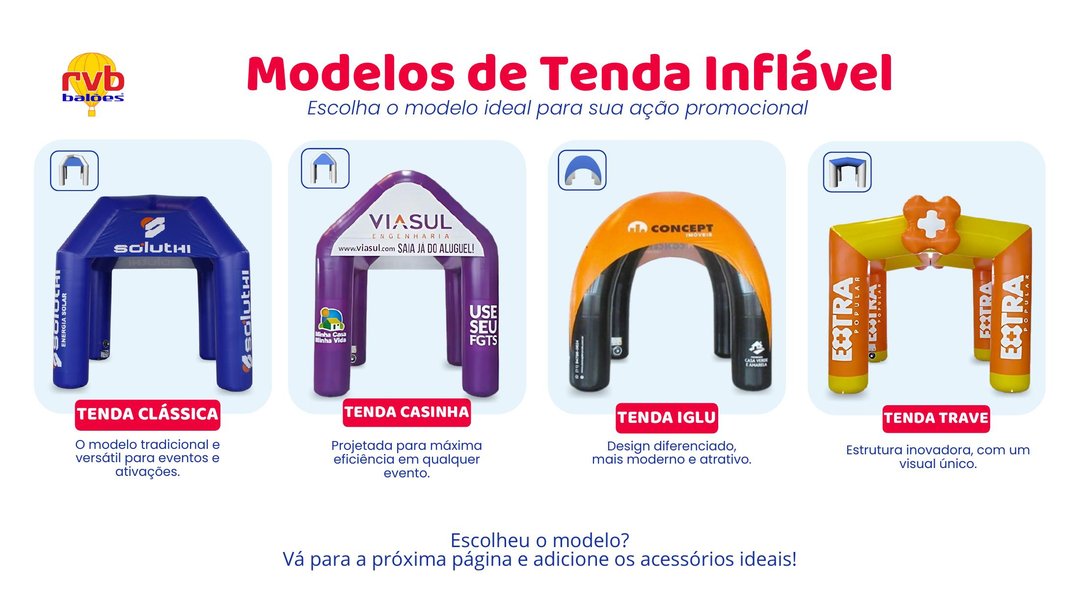 rvb
balões
Modelos de Tenda Inflável
Escolha o modelo ideal para sua ação promocional
SOLUTHI
SOLUTHI
ENERGIA SOLAR
SOLUTHI
TENDA CLÁSSICA
O modelo tradicional e
versátil para eventos e
ativações.
VIASUL
ENGENHARIA
www.viasul.com SAIA JÁ DO ALUGUEL!
Minha Casa
Minha Vida
USE
SEU
FGTS
TENDA CASINHA
Projetada para máxima
eficiência em qualquer
evento.
CONCEPT
IMÓVEIS
CASA VERDE
E AMARELA
TENDA IGLU
Design diferenciado,
mais moderno e atrativo.
EXTRA
POPULAR
EXTRA
POPULAR
EXTRA
POPULAR
EXTRA
POPULAR
TENDA TRAVE
Estrutura inovadora, com um
visual único.
Escolheu o modelo?
Vá para a próxima página e adicione os acessórios ideais!